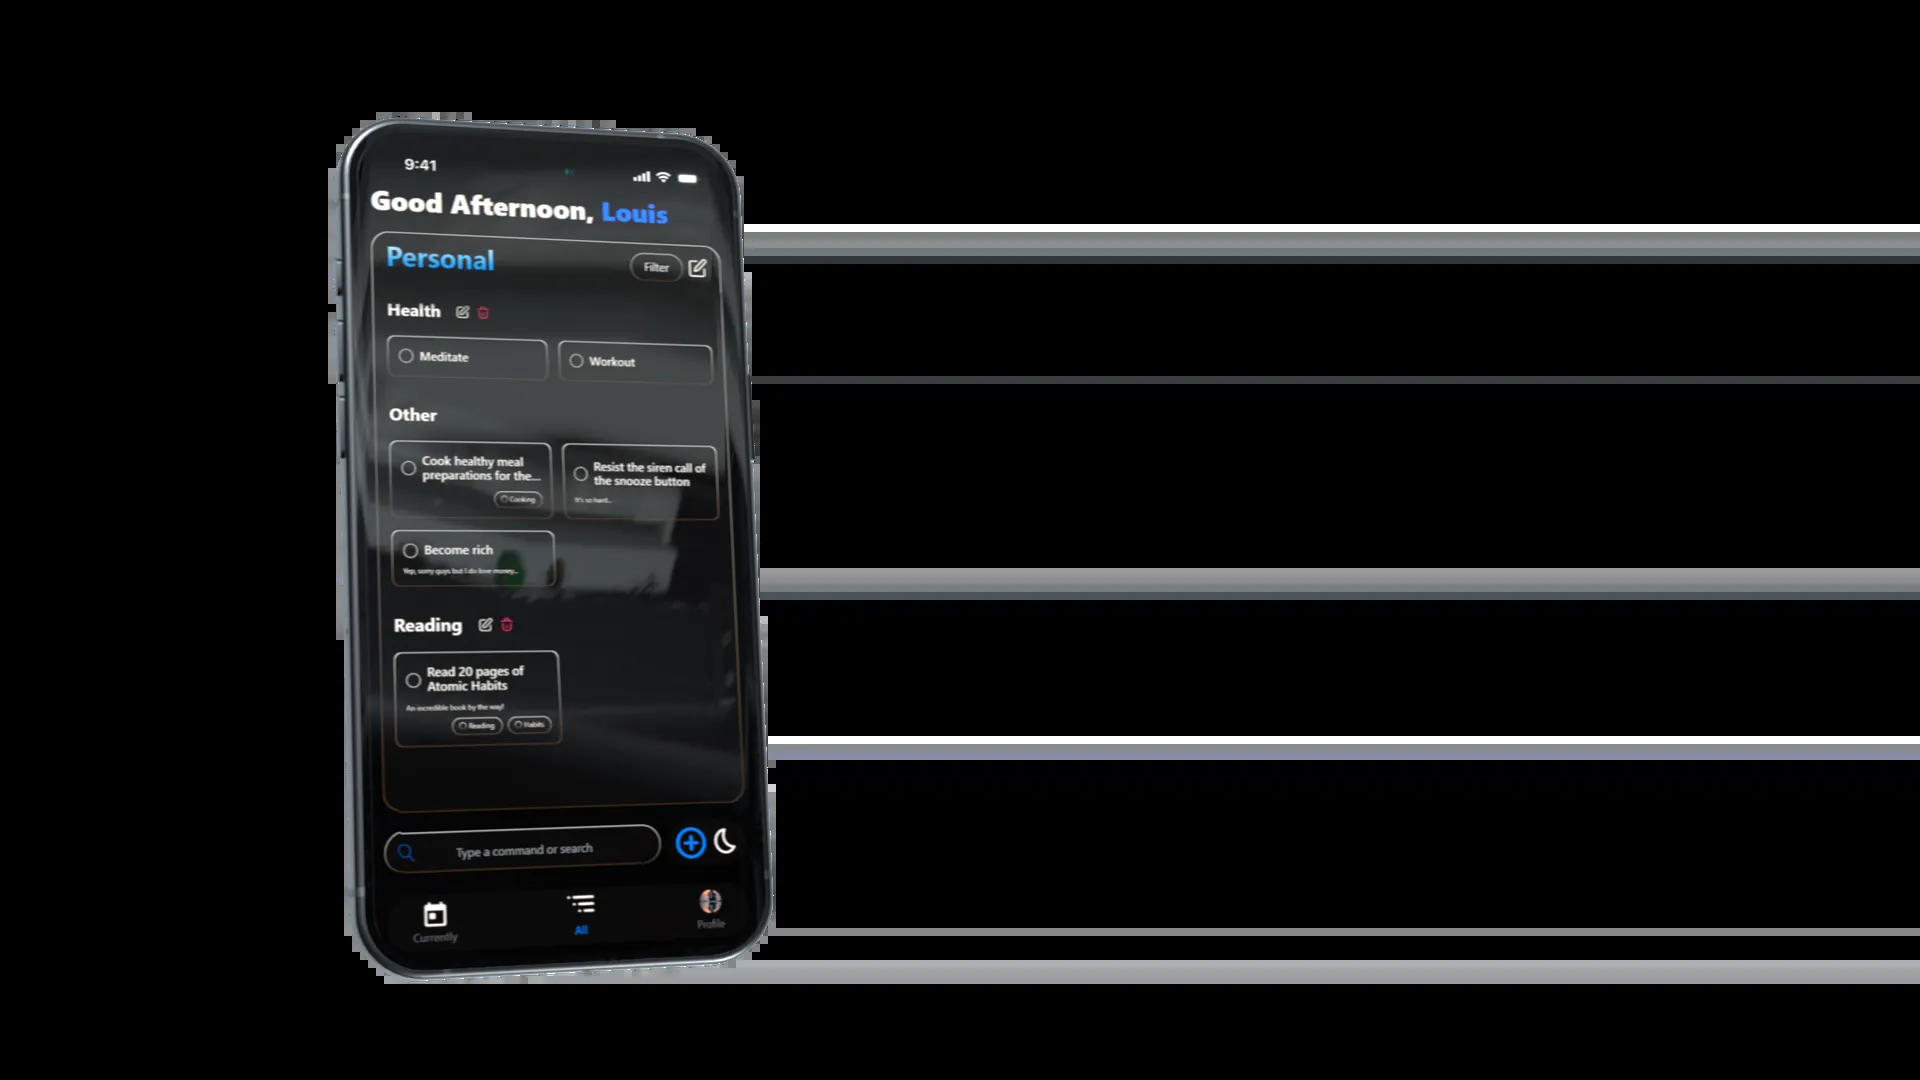 9:41
Good Afternoon, Louis
Personal
Filter
Health
Meditate
Workout
Other
Cook healthy meal
preparations for the...
Cooking
Resist the siren call of
the snooze button
It's so hard...
Become rich
Yep, sorry guys but I do love money...
Reading
Read 20 pages of
Atomic Habits
An incredible book by the way!
Reading
Habits
Type a command or search
Currently
All
Profile